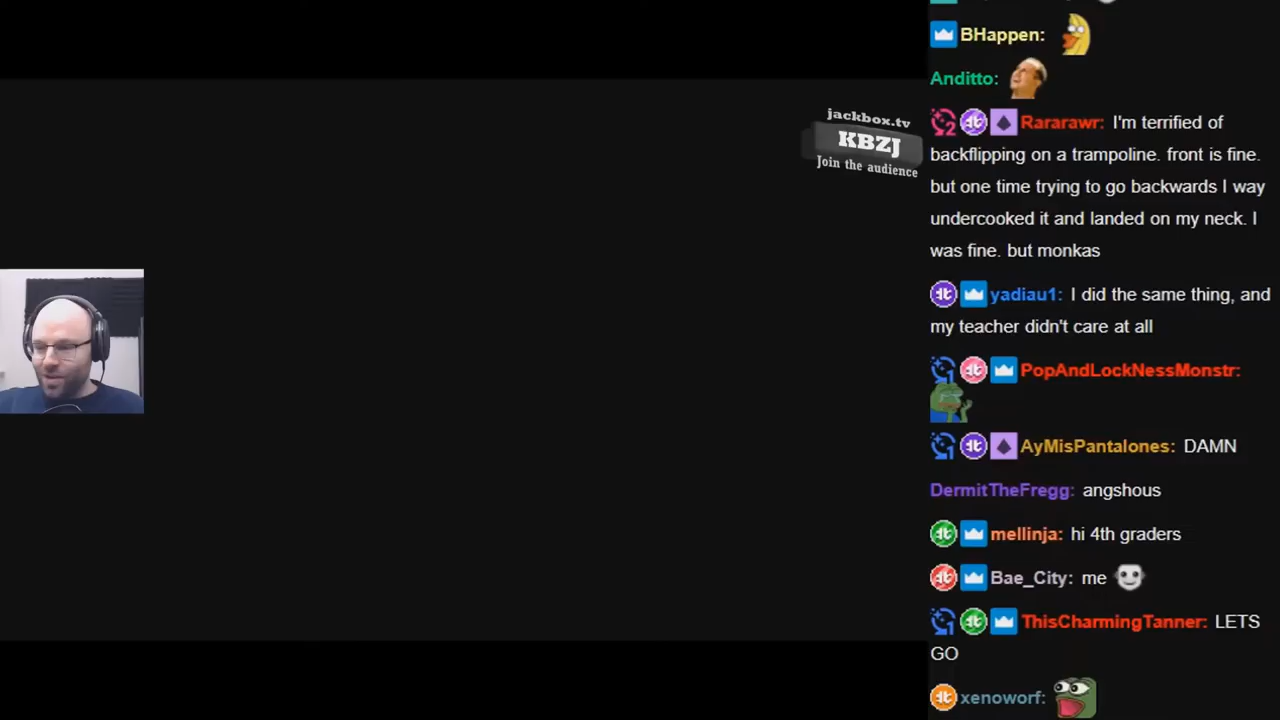 jackbox.tv
KBZJ
Join the audience
BHappen:
Anditto:
Rararawr: I'm terrified of
backflipping on a trampoline. front is fine.
but one time trying to go backwards I way
undercooked it and landed on my neck. I
was fine. but monkas
yadiau1: I did the same thing, and
my teacher didn't care at all
PopAndLockNessMonstr:
AyMisPantalones: DAMN
DermitTheFregg: angshous
mellinja: hi 4th graders
Bae_City: me
ThisCharmingTanner: LETS
GO
xenoworf: